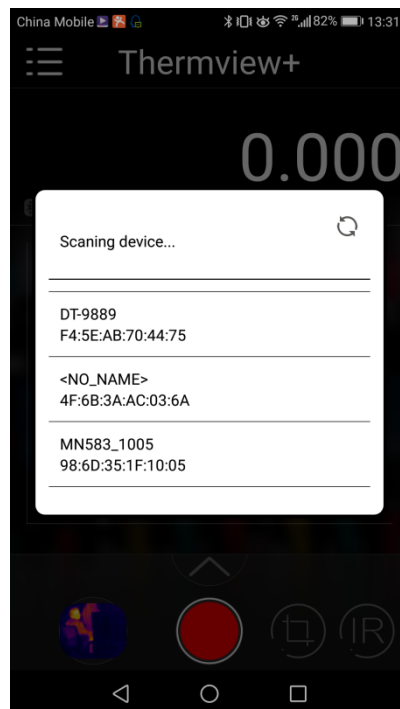 China Mobile 82% 13:31
Thermview+
0.000
Scaning device...
DT-9889
F4:5E:AB:70:44:75
<NO_NAME>
4F:6B:3A:AC:03:6A
MN583_1005
98:6D:35:1F:10:05
IR